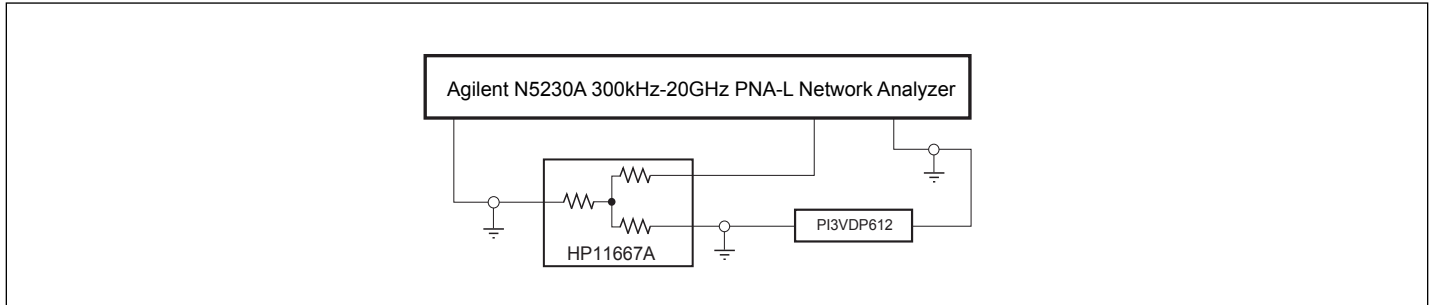 Agilent N5230A 300kHz-20GHz PNA-L Network Analyzer
PI3VDP612
HP11667A